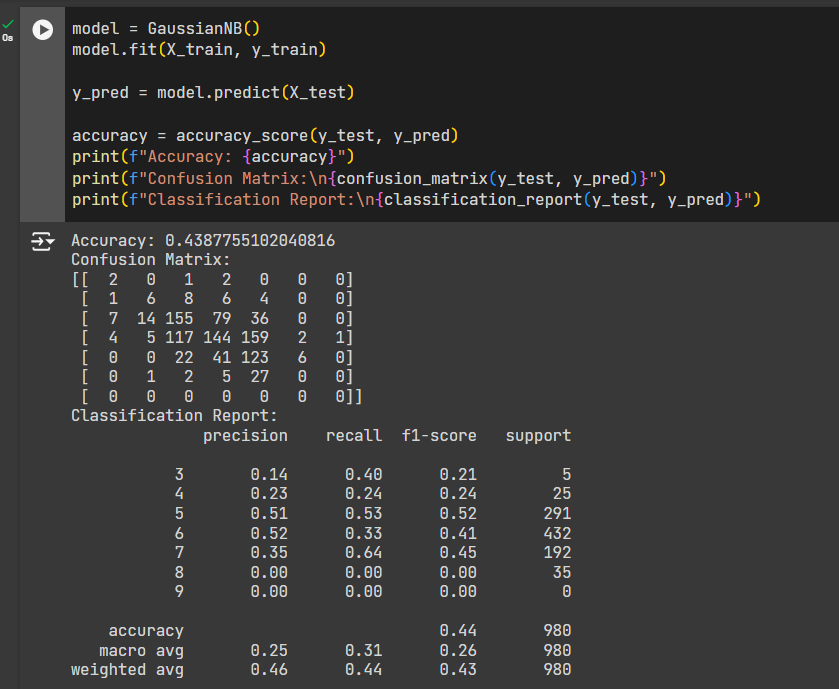 0s
model = GaussianNB()
model.fit(X_train, y_train)
y_pred = model.predict(X_test)
accuracy = accuracy_score(y_test, y_pred)
print(f"Accuracy: {accuracy}")
print(f"Confusion Matrix:\n{confusion_matrix(y_test, y_pred)}")
print(f"Classification Report:\n{classification_report(y_test, y_pred)}")
Accuracy: 0.4387755102040816
Confusion Matrix:
[[  2   0   1   2   0   0   0]
 [  1   6   8   6   4   0   0]
 [  7  14 155  79  36   0   0]
 [  4   5 117 144 159   2   1]
 [  0   0  22  41 123   6   0]
 [  0   1   2   5  27   0   0]
 [  0   0   0   0   0   0   0]]
Classification Report:
              precision    recall  f1-score   support
           3       0.14      0.40      0.21         5
           4       0.23      0.24      0.24        25
           5       0.51      0.53      0.52       291
           6       0.52      0.33      0.41       432
           7       0.35      0.64      0.45       192
           8       0.00      0.00      0.00        35
           9       0.00      0.00      0.00         0
    accuracy                           0.44       980
   macro avg       0.25      0.31      0.26       980
weighted avg       0.46      0.44      0.43       980